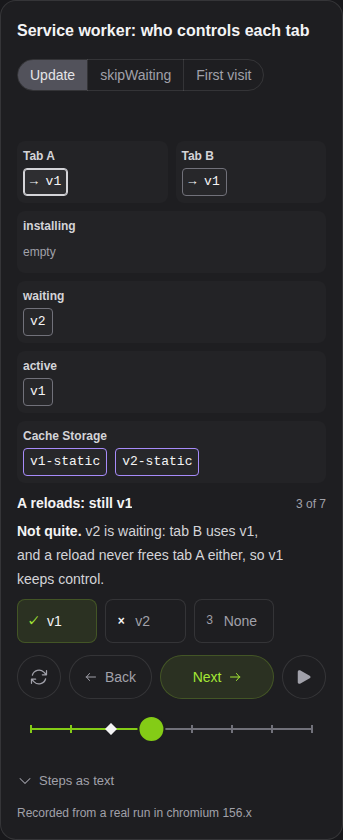 Service worker: who controls each tab
Update skipWaiting First visit
Tab A Tab B
→ v1 → v1
installing
empty
waiting
v2
active
v1
Cache Storage
v1-static v2-static
A reloads: still v1 3 of 7
Not quite. v2 is waiting: tab B uses v1,
and a reload never frees tab A either, so v1
keeps control.
✓ v1 × v2 3 None
← Back Next →
Steps as text
Recorded from a real run in chromium 156.x